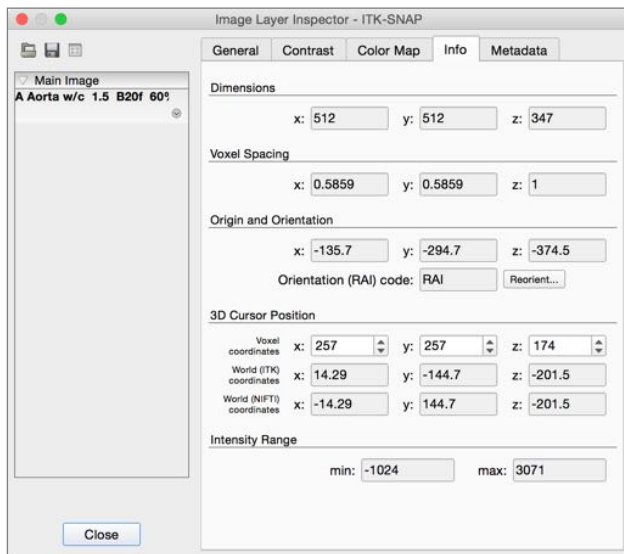 Image Layer Inspector - ITK-SNAP
General Contrast Color Map Info Metadata
Main Image
A Aorta w/c 1.5 B20f 60%
Dimensions
x: 512 y: 512 z: 347
Voxel Spacing
x: 0.5859 y: 0.5859 z: 1
Origin and Orientation
x: -135.7 y: -294.7 z: -374.5
Orientation (RAI) code: RAI Reorient...
3D Cursor Position
Voxel
coordinates x: 257 y: 257 z: 174
World (ITK)
coordinates x: 14.29 y: -144.7 z: -201.5
World (NIFTI)
coordinates x: -14.29 y: 144.7 z: -201.5
Intensity Range
min: -1024 max: 3071
Close